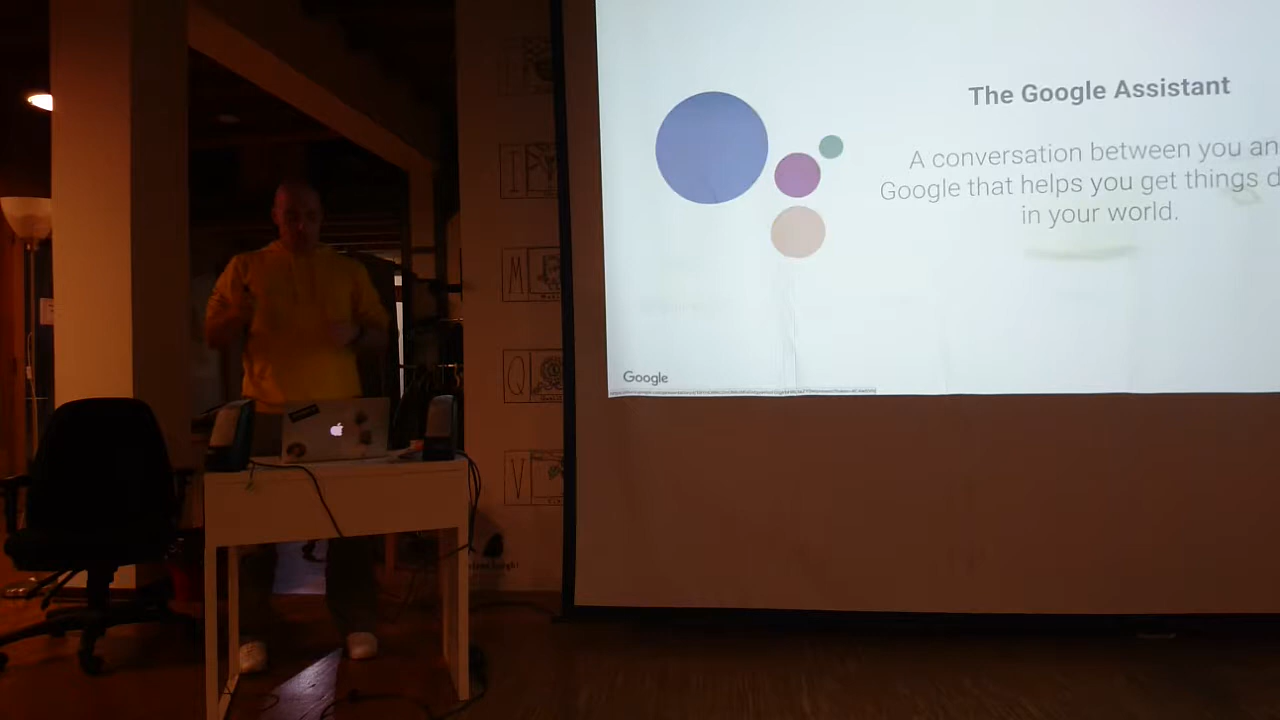 The Google Assistant
A conversation between you an
Google that helps you get things d
in your world.
Google
I
M
Q
V